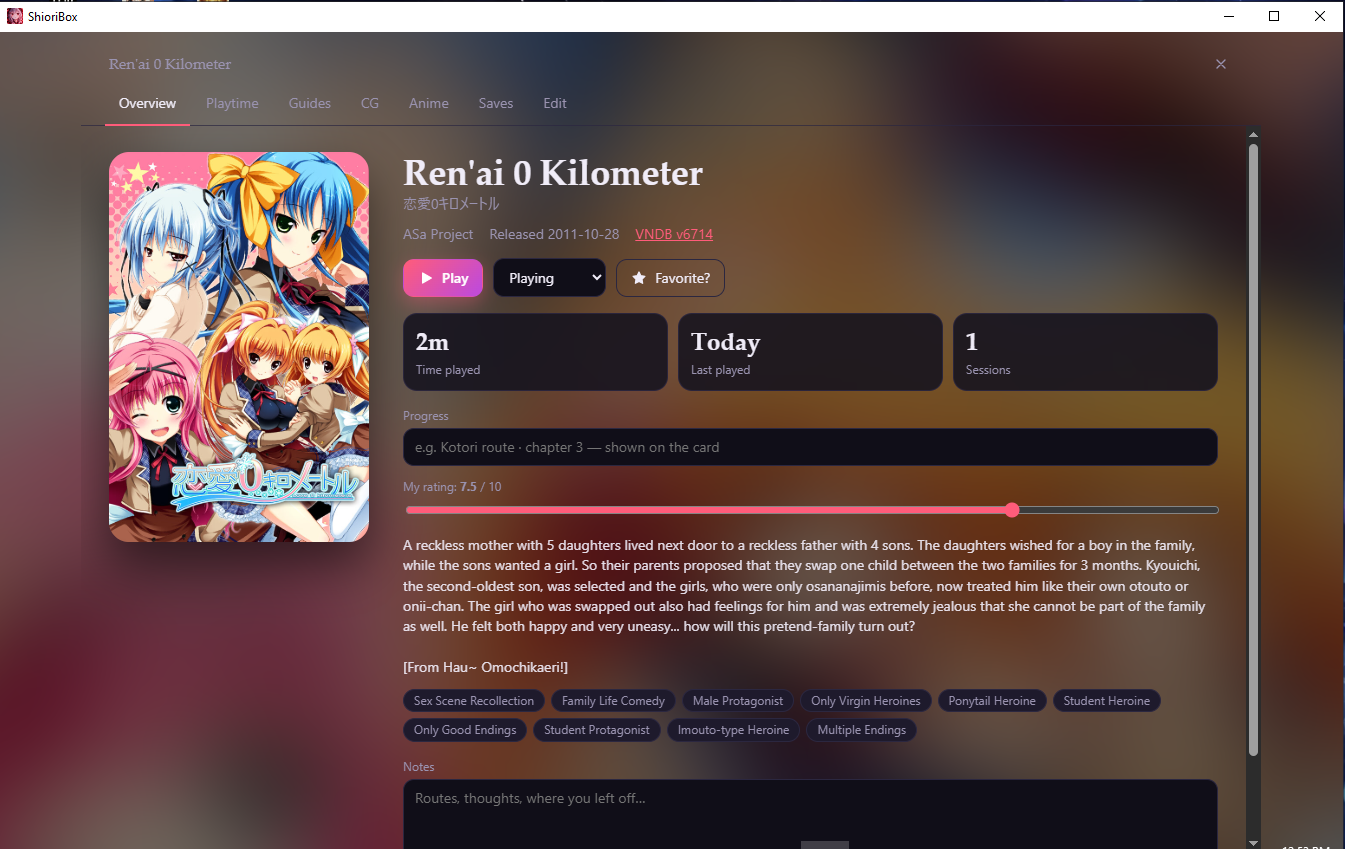 ShioriBox
Ren'ai 0 Kilometer
Overview Playtime Guides CG Anime Saves Edit
Ren'ai 0 Kilometer
恋愛0キロメートル
ASa Project Released 2011-10-28 VNDB v6714
Play Playing Favorite?
2m Today 1
Time played Last played Sessions
Progress
e.g. Kotori route · chapter 3 — shown on the card
My rating: 7.5 / 10
恋愛0キロメートル
A reckless mother with 5 daughters lived next door to a reckless father with 4 sons. The daughters wished for a boy in the family,
while the sons wanted a girl. So their parents proposed that they swap one child between the two families for 3 months. Kyouichi,
the second-oldest son, was selected and the girls, who were only osananajimis before, now treated him like their own otouto or
onii-chan. The girl who was swapped out also had feelings for him and was extremely jealous that she cannot be part of the family
as well. He felt both happy and very uneasy... how will this pretend-family turn out?
[From Hau~ Omochikaeri!]
Sex Scene Recollection Family Life Comedy Male Protagonist Only Virgin Heroines Ponytail Heroine Student Heroine
Only Good Endings Student Protagonist Imouto-type Heroine Multiple Endings
Notes
Routes, thoughts, where you left off...